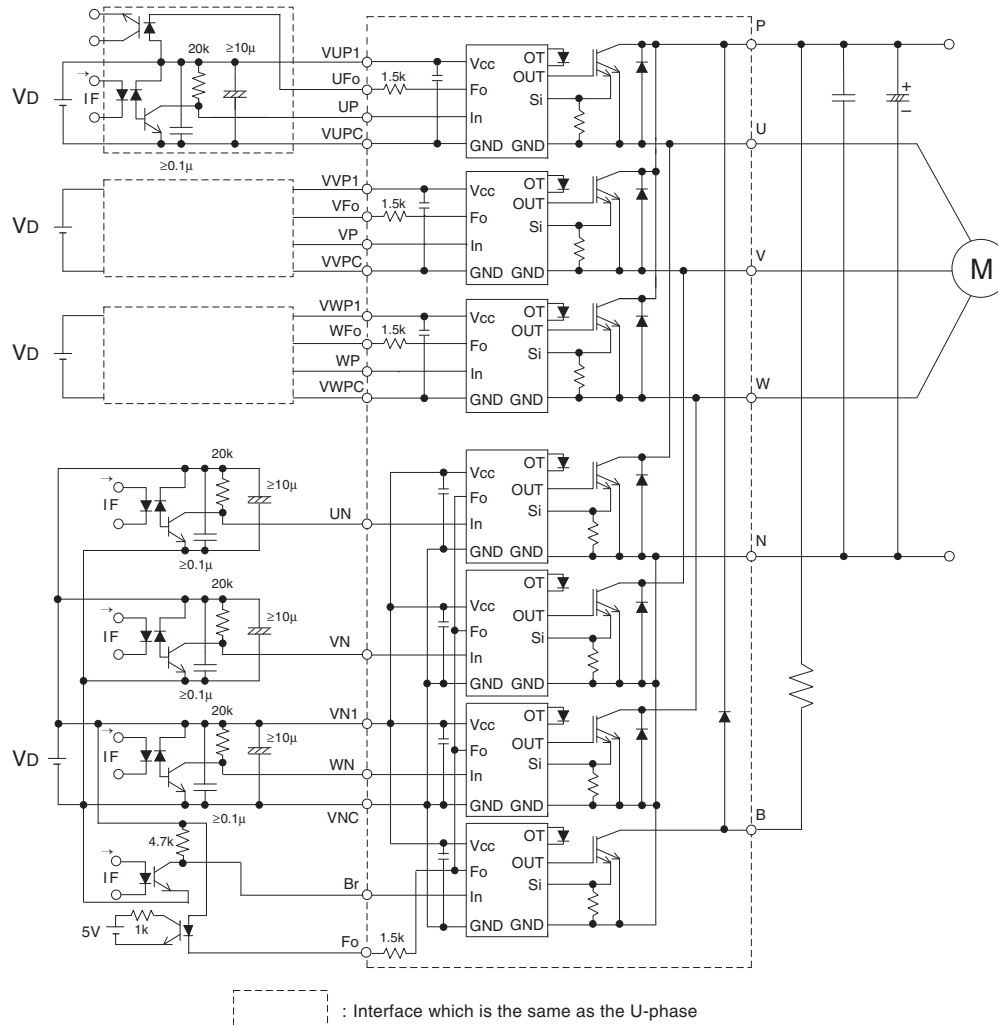 P
20k
≥10µ
VUP1
OT
Vcc
OUT
UFo
1.5k
Fo
Si
VD
→
IF
UP
In
+
−
VUPC
GND
GND
U
≥0.1µ
VVP1
OT
Vcc
OUT
VFo
1.5k
Fo
Si
VD
VP
In
VVPC
GND
GND
V
M
VWP1
OT
Vcc
OUT
WFo
1.5k
Fo
Si
VD
WP
In
VWPC
GND
GND
W
20k
→
IF
≥10µ
OT
Vcc
OUT
Fo
Si
UN
In
GND
GND
N
≥0.1µ
20k
→
IF
≥10µ
OT
Vcc
OUT
Fo
Si
VN
In
GND
GND
≥0.1µ
20k
VN1
OT
Vcc
OUT
→
IF
≥10µ
Fo
Si
VD
WN
In
VNC
GND
GND
≥0.1µ
B
OT
Vcc
OUT
4.7k
→
IF
Fo
Si
Br
In
5V
1k
GND
GND
Fo
1.5k
: Interface which is the same as the U-phase